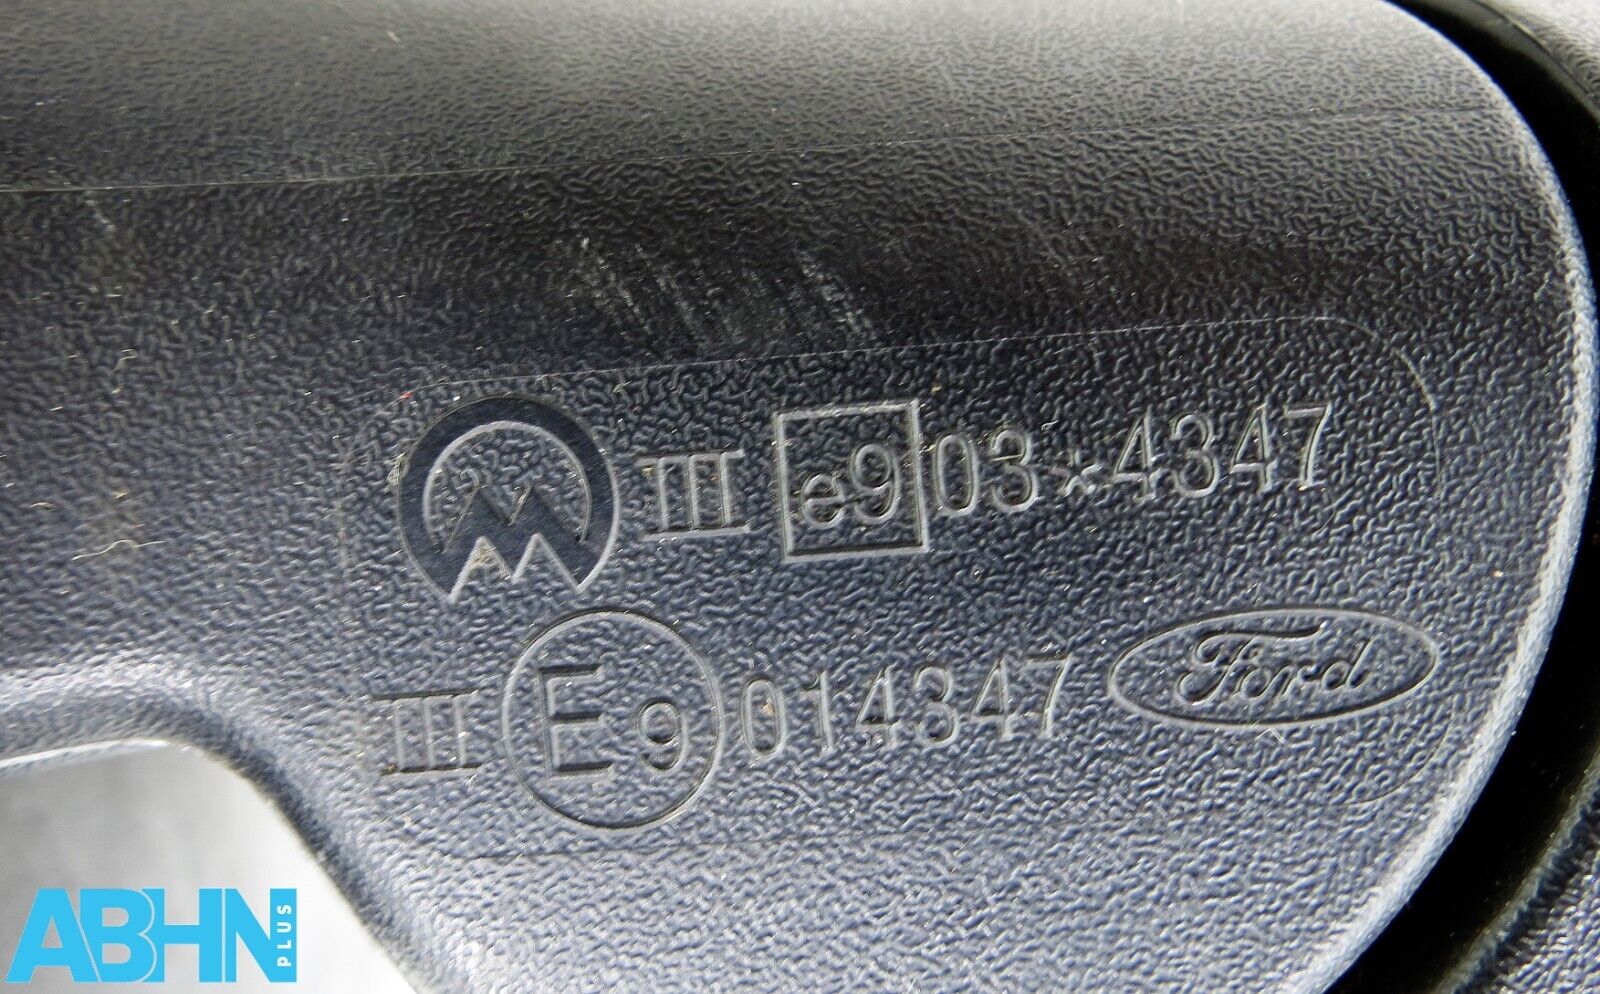 III e9 03*4347
III E9 014347 Ford
ABHN PLUS